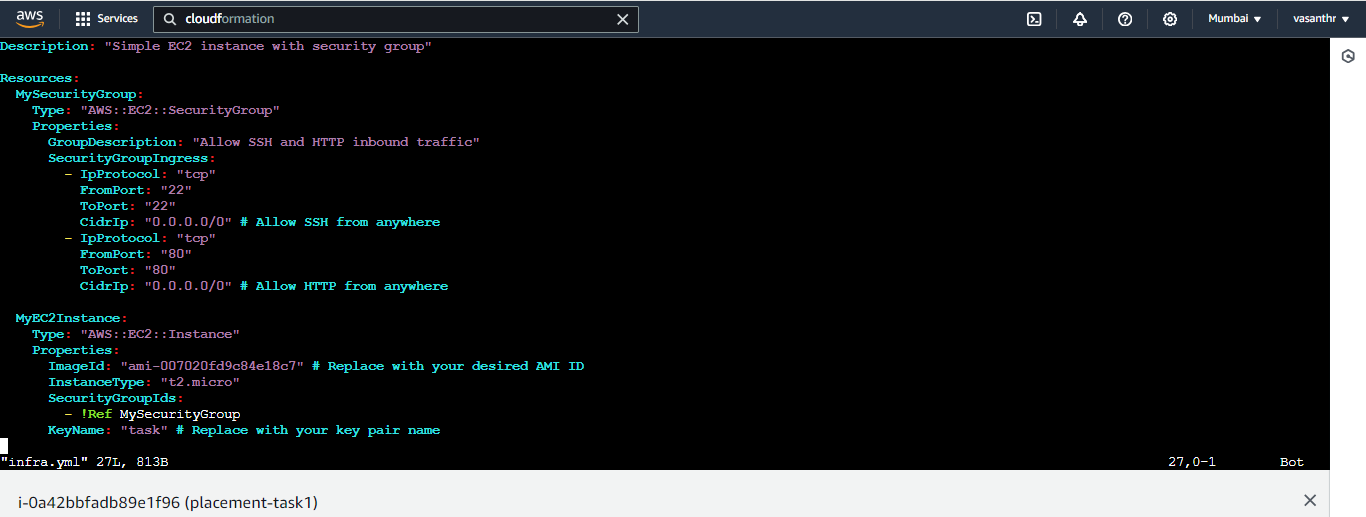 aws Services cloudformation Mumbai vasanthr
Description: "Simple EC2 instance with security group"
Resources:
MySecurityGroup:
Type: "AWS::EC2::SecurityGroup"
Properties:
GroupDescription: "Allow SSH and HTTP inbound traffic"
SecurityGroupIngress:
- IpProtocol: "tcp"
FromPort: "22"
ToPort: "22"
CidrIp: "0.0.0.0/0" # Allow SSH from anywhere
- IpProtocol: "tcp"
FromPort: "80"
ToPort: "80"
CidrIp: "0.0.0.0/0" # Allow HTTP from anywhere
MyEC2Instance:
Type: "AWS::EC2::Instance"
Properties:
ImageId: "ami-007020fd9c84e18c7" # Replace with your desired AMI ID
InstanceType: "t2.micro"
SecurityGroupIds:
- !Ref MySecurityGroup
KeyName: "task" # Replace with your key pair name
"infra.yml" 27L, 813B 27,0-1 Bot
i-0a42bbfadb89e1f96 (placement-task1)